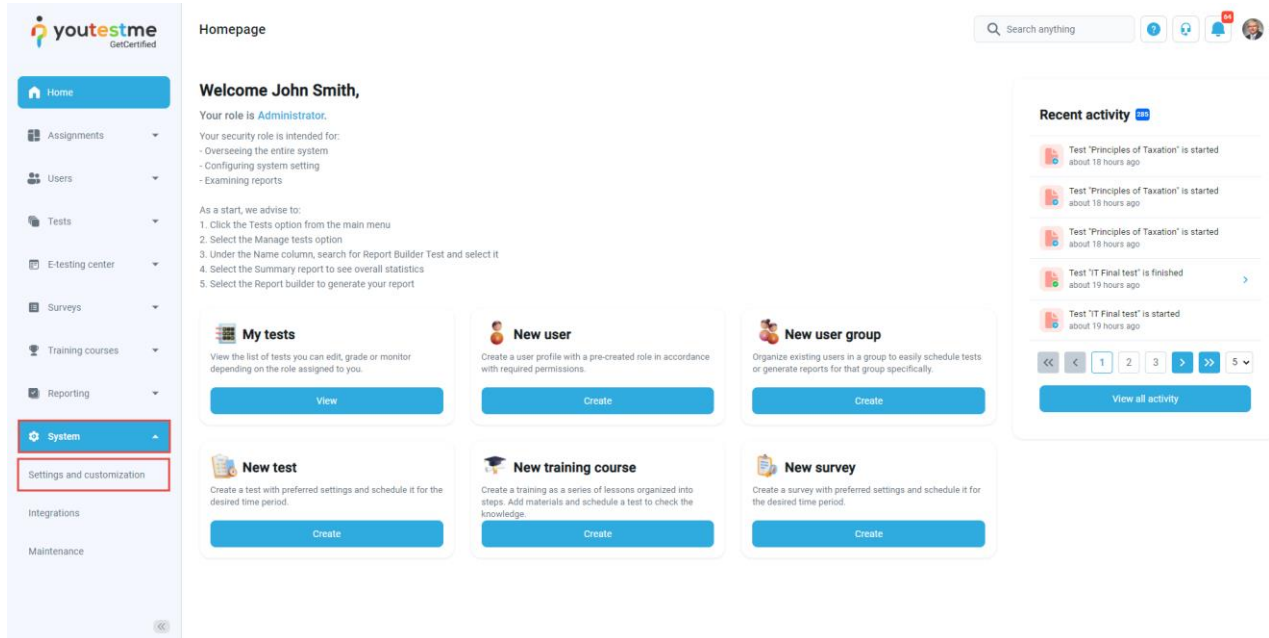 youtestme
GetCertified
Homepage
Search anything
64
Home
Assignments
Users
Tests
E-testing center
Surveys
Training courses
Reporting
System
Settings and customization
Integrations
Maintenance
Welcome John Smith,
Your role is Administrator.
Your security role is intended for:
- Overseeing the entire system
- Configuring system setting
- Examining reports
As a start, we advise to:
1. Click the Tests option from the main menu
2. Select the Manage tests option
3. Under the Name column, search for Report Builder Test and select it
4. Select the Summary report to see overall statistics
5. Select the Report builder to generate your report
My tests
View the list of tests you can edit, grade or monitor
depending on the role assigned to you.
View
New user
Create a user profile with a pre-created role in accordance
with required permissions.
Create
New user group
Organize existing users in a group to easily schedule tests
or generate reports for that group specifically.
Create
New test
Create a test with preferred settings and schedule it for the
desired time period.
Create
New training course
Create a training as a series of lessons organized into
steps. Add materials and schedule a test to check the
knowledge.
Create
New survey
Create a survey with preferred settings and schedule it for
the desired time period.
Create
Recent activity 285
Test "Principles of Taxation" is started
about 18 hours ago
Test "Principles of Taxation" is started
about 18 hours ago
Test "Principles of Taxation" is started
about 18 hours ago
Test "IT Final test" is finished
about 19 hours ago
Test "IT Final test" is started
about 19 hours ago
1 2 3 5
View all activity